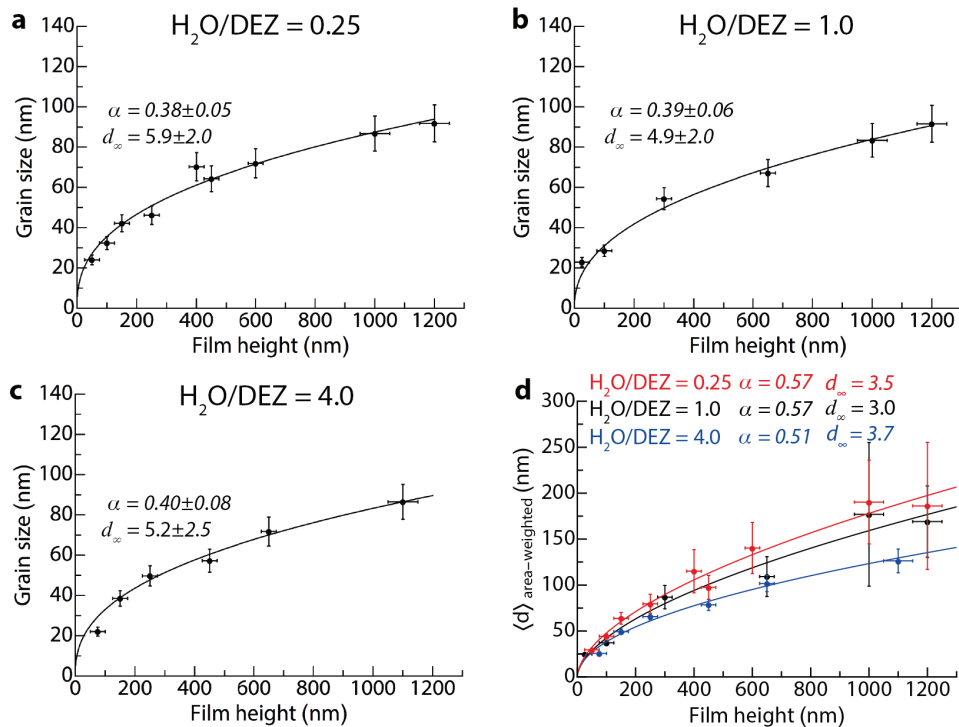 a
H₂O/DEZ = 0.25
α = 0.38±0.05
d∞ = 5.9±2.0
Grain size (nm)
140
120
100
80
60
40
20
0
0 200 400 600 800 1000 1200
Film height (nm)
b
H₂O/DEZ = 1.0
α = 0.39±0.06
d∞ = 4.9±2.0
Grain size (nm)
140
120
100
80
60
40
20
0
0 200 400 600 800 1000 1200
Film height (nm)
c
H₂O/DEZ = 4.0
α = 0.40±0.08
d∞ = 5.2±2.5
Grain size (nm)
140
120
100
80
60
40
20
0
0 200 400 600 800 1000 1200
Film height (nm)
d
H₂O/DEZ = 0.25 α = 0.57 d∞ = 3.5
H₂O/DEZ = 1.0 α = 0.57 d∞ = 3.0
H₂O/DEZ = 4.0 α = 0.51 d∞ = 3.7
⟨d⟩ area–weighted (nm)
300
250
200
150
100
50
0
0 200 400 600 800 1000 1200
Film height (nm)